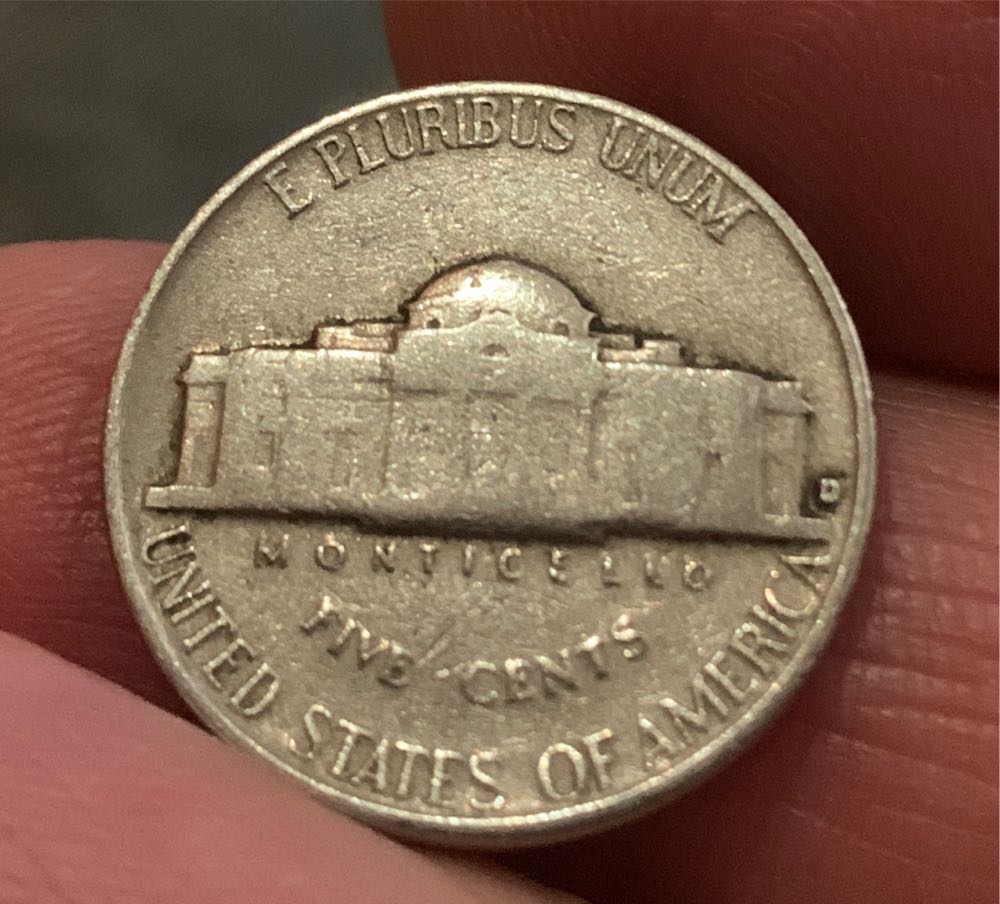 E PLURIBUS UNUM
D
MONTICELLO
FIVE CENTS
UNITED STATES OF AMERICA